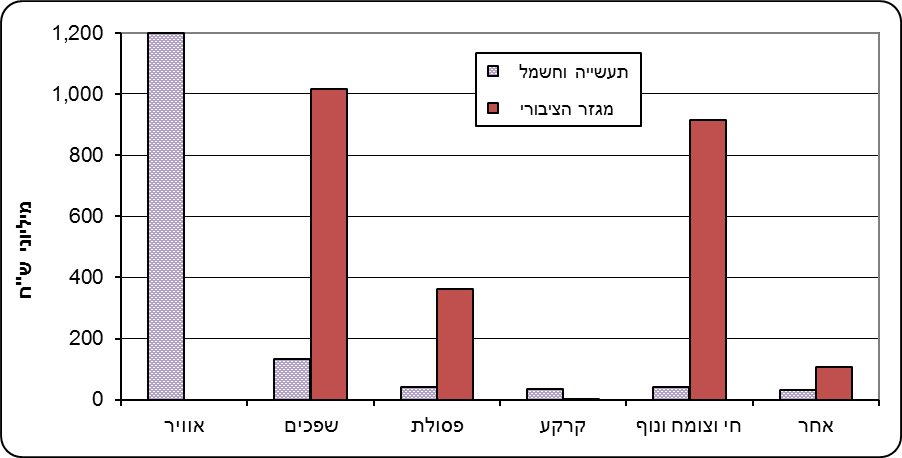 1,200
1,000
800
600
400
200
0
מיליוני ש"ח
תעשייה וחשמל
מגזר הציבורי
אוויר
שפכים
פסולת
קרקע
חי וצומח ונוף
אחר